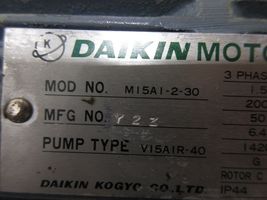 K DAIKIN MOTO
3 PHAS
MOD NO. M15A1-2-30 1.5
200
MFG NO. Y22 50
6.4
PUMP TYPE V15A1R-40 1420
G
ROTOR C
DAIKIN KOGYO CO.,LTD. IP44